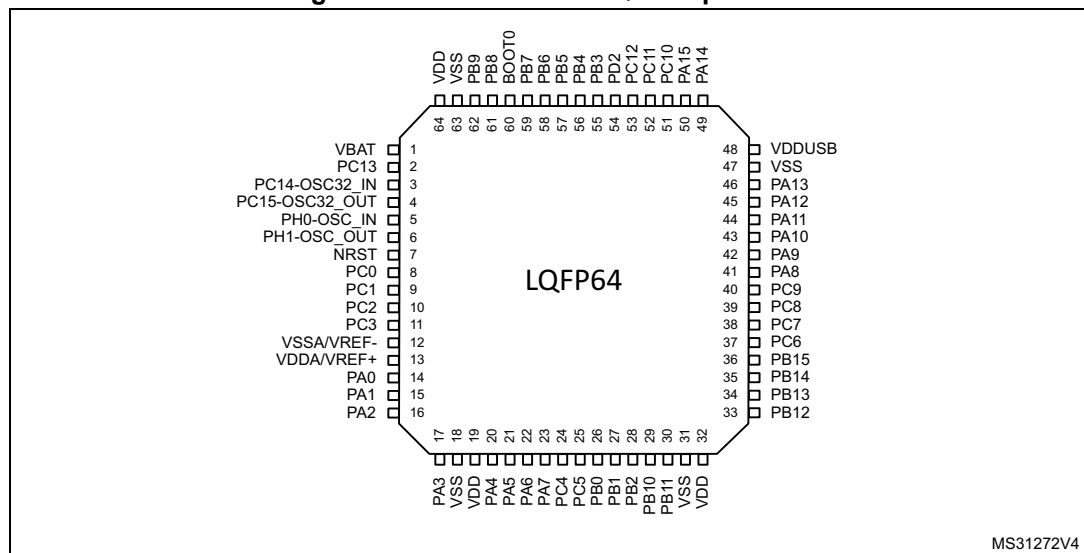 VDD
VSS
PB9
PB8
BOOT0
PB7
PB6
PB5
PB4
PB3
PD2
PC12
PC11
PC10
PA15
PA14
64
63
62
61
60
59
58
57
56
55
54
53
52
51
50
49
VBAT 1
PC13 2
PC14-OSC32_IN 3
PC15-OSC32_OUT 4
PH0-OSC_IN 5
PH1-OSC_OUT 6
NRST 7
PC0 8
PC1 9
PC2 10
PC3 11
VSSA/VREF- 12
VDDA/VREF+ 13
PA0 14
PA1 15
PA2 16
LQFP64
48 VDDUSB
47 VSS
46 PA13
45 PA12
44 PA11
43 PA10
42 PA9
41 PA8
40 PC9
39 PC8
38 PC7
37 PC6
36 PB15
35 PB14
34 PB13
33 PB12
17
18
19
20
21
22
23
24
25
26
27
28
29
30
31
32
PA3
VSS
VDD
PA4
PA5
PA6
PA7
PC4
PC5
PB0
PB1
PB2
PB10
PB11
VSS
VDD
MS31272V4